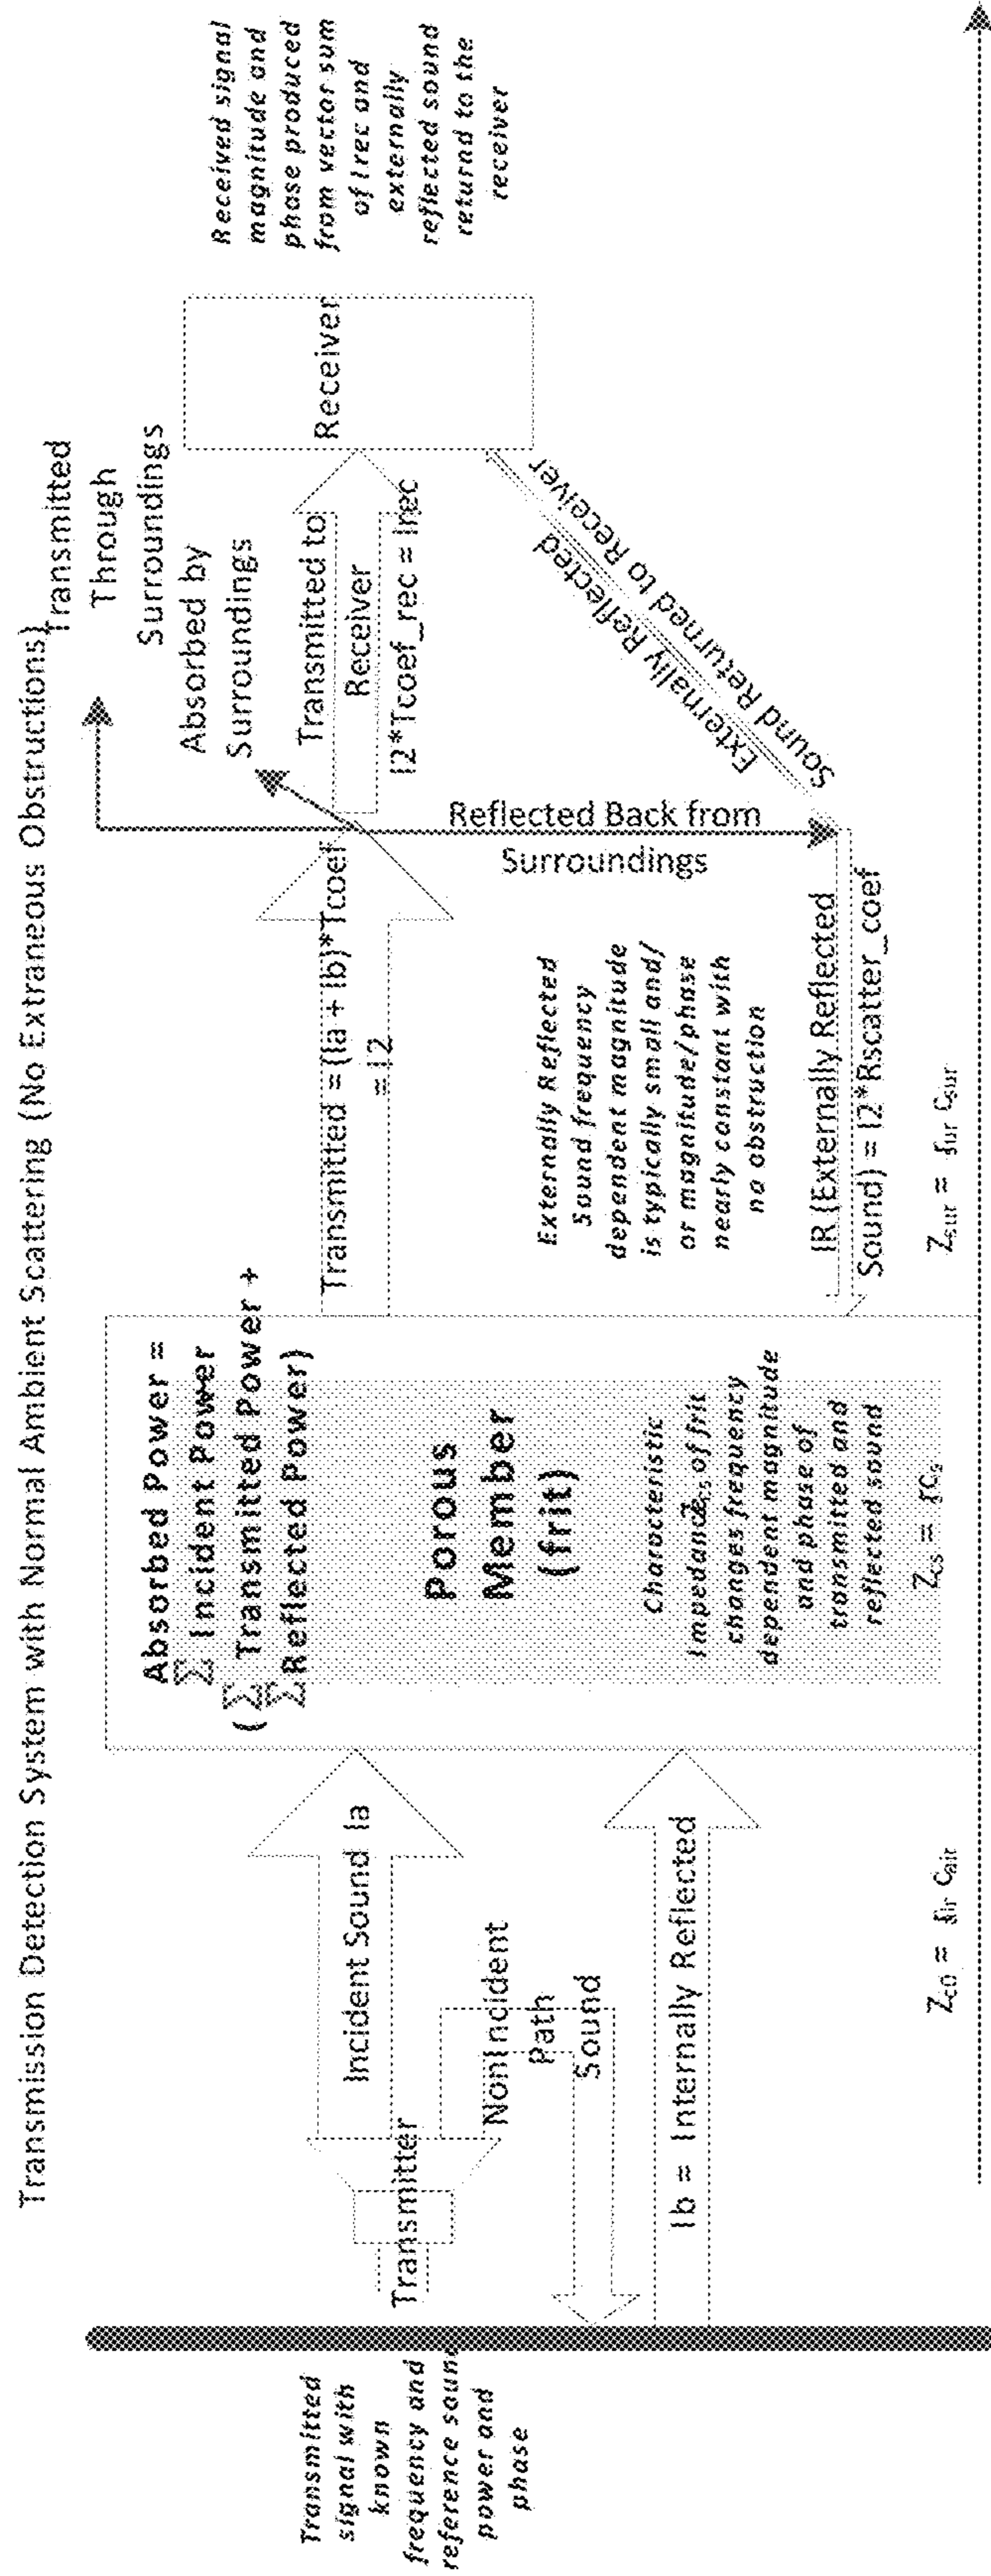 Transmission Detection System with Normal Ambient Scattering (No Extraneous Obstructions)
Transmitted
signal with
known
frequency and
reference sound
power and
phase
Transmitter
Incident Sound Ia
NonIncident
Path
Sound
Ib = Internally Reflected
Absorbed Power =
∑ Incident Power
( ∑ Transmitted Power +
∑Reflected Power)
Porous
Member
(frit)
Characteristic
Impedance of frit
changes frequency
dependent magnitude
and phase of
transmitted and
reflected sound
Transmitted =(Ia + Ib)*Tcoef
= I2
Externally Reflected
Sound frequency
dependent magnitude
is typically small and/
or magnitude/phase
nearly constant with
no obstruction
IR (Externally Reflected
Sound) = I2*Rscatter_coef
Transmitted
Through
Surroundings
Absorbed by
Surroundings
Transmitted to
Receiver
I2*Tcoef_rec = Irec
Reflected Back from
Surroundings
Externally Reflected
Sound Returned to Receiver
Receiver
Received signal
magnitude and
phase produced
from vector sum
of Irec and
externally
reflected sound
returnd to the
receiver